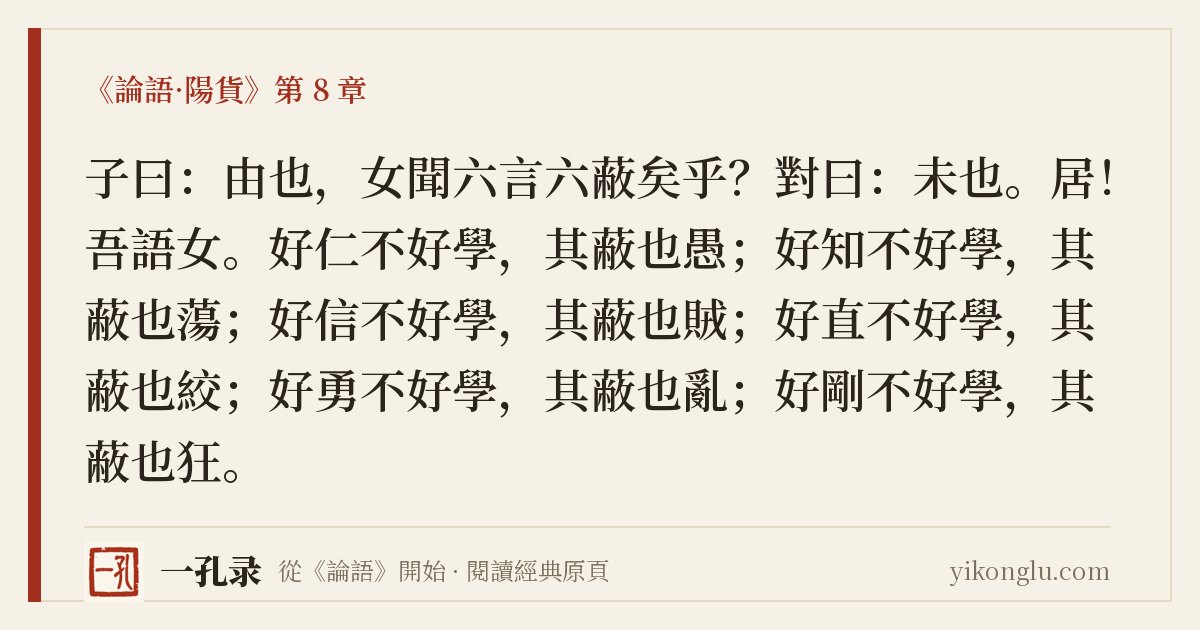 《論語·陽貨》第 8 章
子曰：由也，女聞六言六蔽矣乎？對曰：未也。居！
吾語女。好仁不好學，其蔽也愚；好知不好學，其
蔽也蕩；好信不好學，其蔽也賊；好直不好學，其
蔽也絞；好勇不好學，其蔽也亂；好剛不好學，其
蔽也狂。
一孔
一孔录 從《論語》開始 · 閱讀經典原頁
yikonglu.com